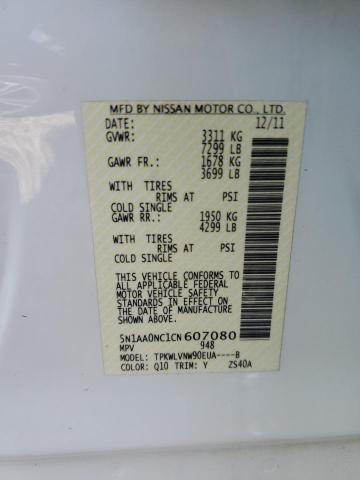 MFD BY NISSAN MOTOR CO., LTD.
DATE: 12/11
GVWR: 3311 KG
7299 LB
GAWR FR.: 1678 KG
3699 LB
WITH TIRES
RIMS AT PSI
COLD SINGLE
GAWR RR.: 1950 KG
4299 LB
WITH TIRES
RIMS AT PSI
COLD SINGLE
THIS VEHICLE CONFORMS TO
ALL APPLICABLE FEDERAL
MOTOR VEHICLE SAFETY
STANDARDS IN EFFECT ON
THE DATE OF MANUFACTURE
SHOWN ABOVE.
5N1AA0NC1CN607080
MPV 948
MODEL: TPKWLVNW90EUA----B
COLOR: Q10 TRIM: Y ZS40A